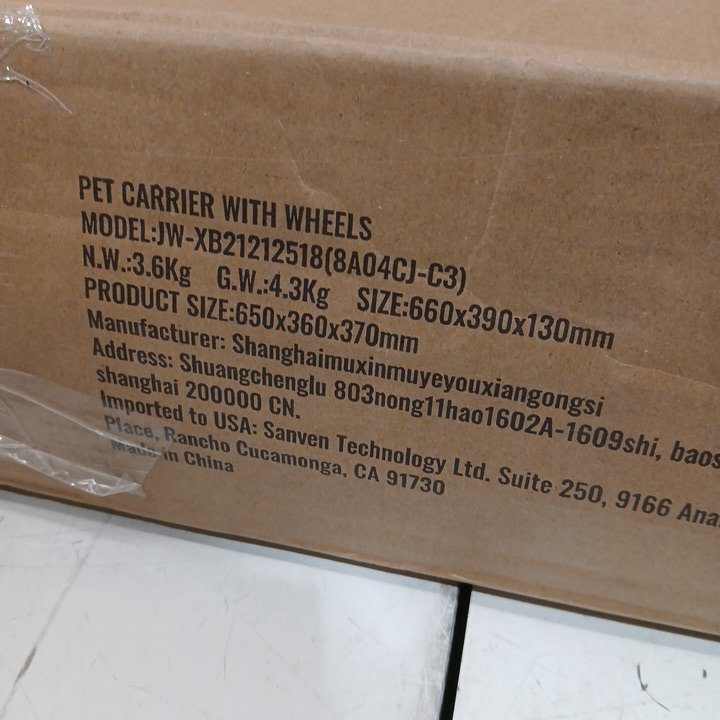 PET CARRIER WITH WHEELS
MODEL:JW-XB21212518(8A04CJ-C3)
N.W.:3.6Kg G.W.:4.3Kg SIZE:660x390x130mm
PRODUCT SIZE:650x360x370mm
Manufacturer: Shanghaimuxinmuyeyouxiangongsi
Address: Shuangchenglu 803nong11hao1602A-1609shi, baos
shanghai 200000 CN.
Imported to USA: Sanven Technology Ltd. Suite 250, 9166 Ana
Place, Rancho Cucamonga, CA 91730
Made in China